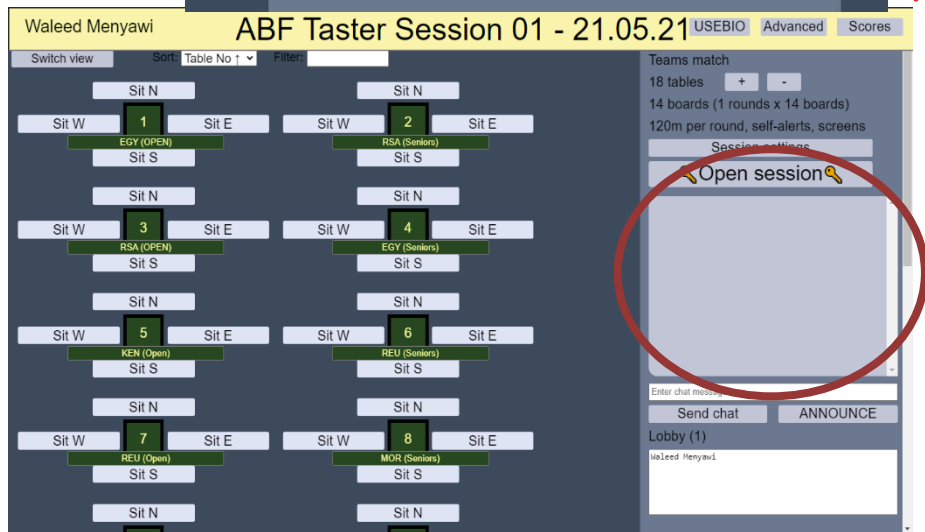 Waleed Menyawi
ABF Taster Session 01 - 21.05.21
USEBIO Advanced Scores
Switch view Sort: Table No ↑ Filter:
Sit N Sit N
Sit W 1 Sit E Sit W 2 Sit E
EGY (OPEN) RSA (Seniors)
Sit S Sit S
Sit N Sit N
Sit W 3 Sit E Sit W 4 Sit E
RSA (OPEN) EGY (Seniors)
Sit S Sit S
Sit N Sit N
Sit W 5 Sit E Sit W 6 Sit E
KEN (Open) REU (Seniors)
Sit S Sit S
Sit N Sit N
Sit W 7 Sit E Sit W 8 Sit E
REU (Open) MOR (Seniors)
Sit S Sit S
Sit N Sit N
Teams match
18 tables + -
14 boards (1 rounds x 14 boards)
120m per round, self-alerts, screens
Session settings
Open session
Enter chat message
Send chat ANNOUNCE
Lobby (1)
Waleed Menyawi